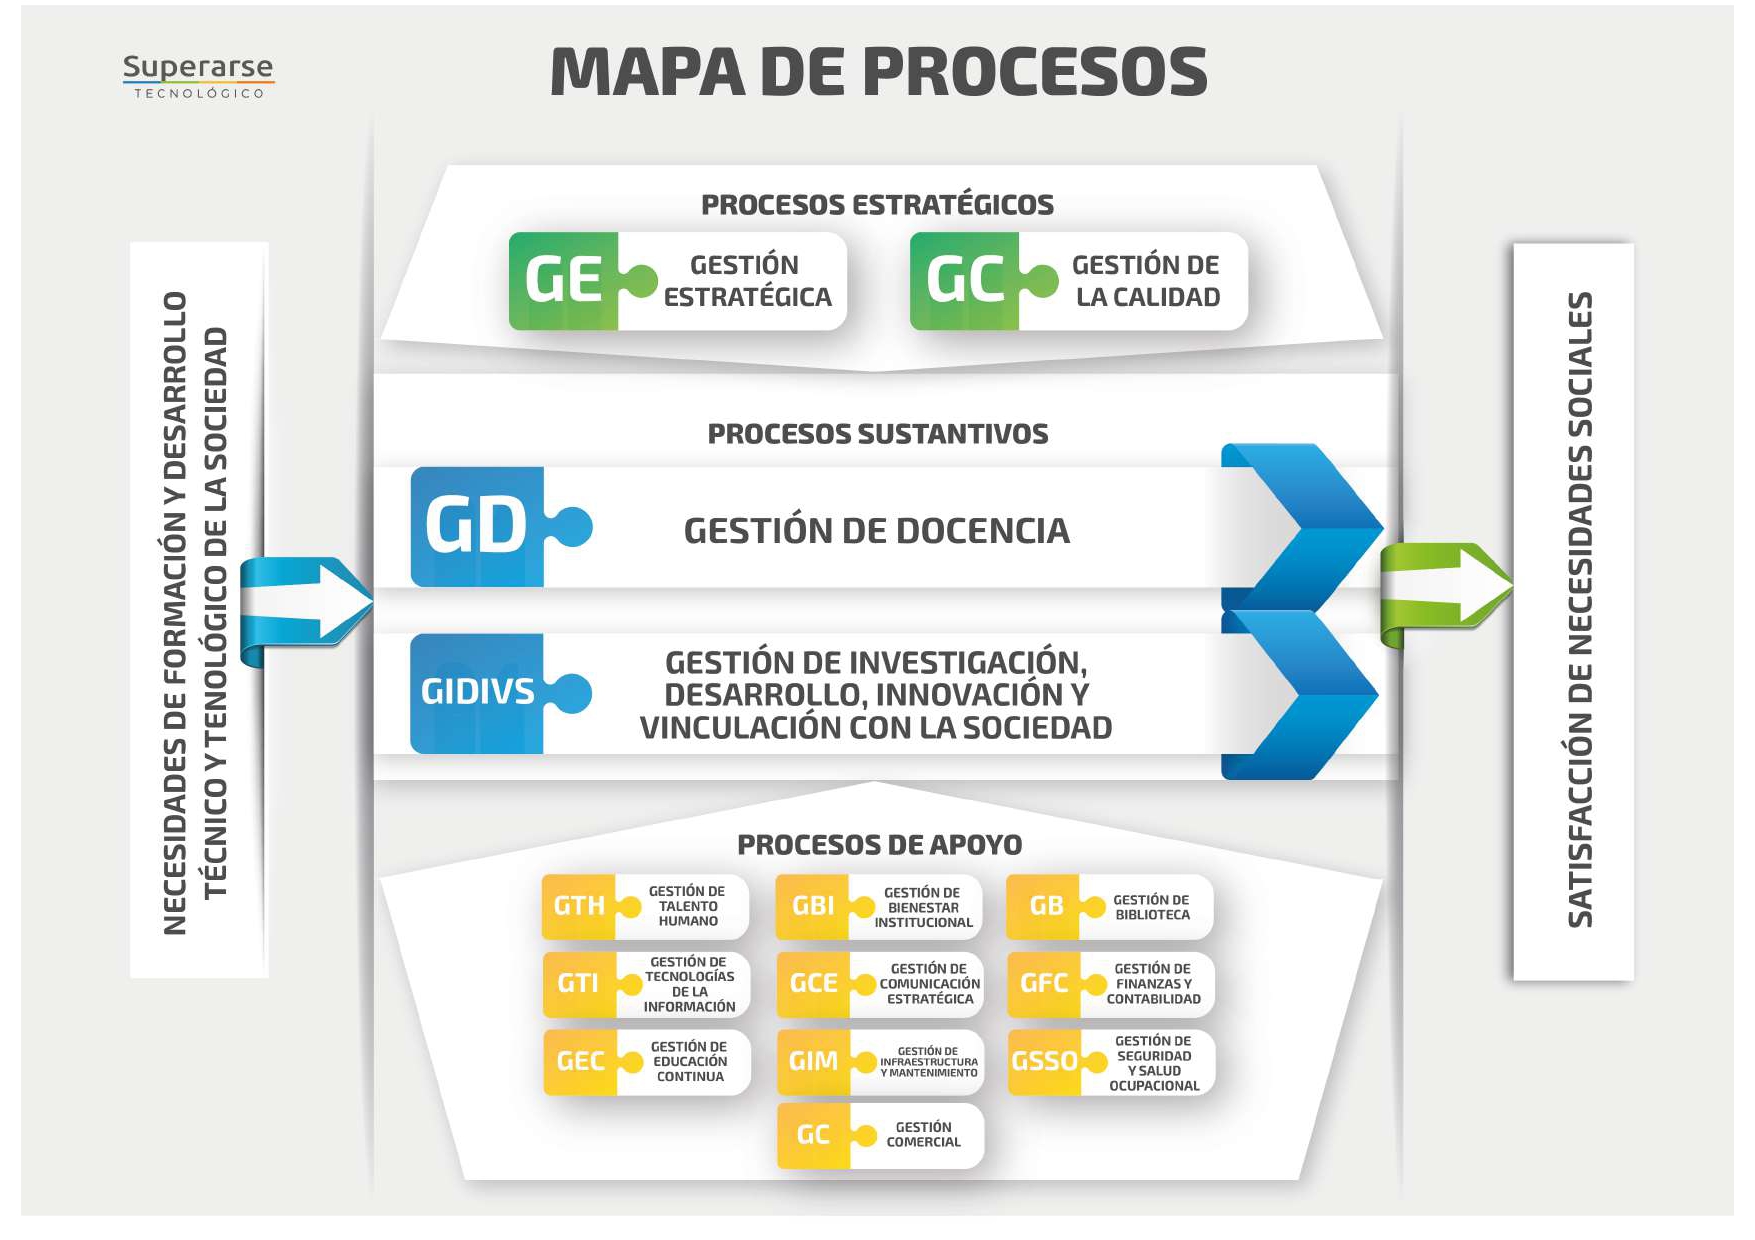 Superarse
TECNOLÓGICO
MAPA DE PROCESOS
NECESIDADES DE FORMACIÓN Y DESARROLLO
TÉCNICO Y TENOLÓGICO DE LA SOCIEDAD
PROCESOS ESTRATÉGICOS
GE
GESTIÓN
ESTRATÉGICA
GC
GESTIÓN DE
LA CALIDAD
PROCESOS SUSTANTIVOS
GD
GESTIÓN DE DOCENCIA
GIDIVS
GESTIÓN DE INVESTIGACIÓN,
DESARROLLO, INNOVACIÓN Y
VINCULACIÓN CON LA SOCIEDAD
PROCESOS DE APOYO
GTH
GESTIÓN DE
TALENTO
HUMANO
GBI
GESTIÓN DE
BIENESTAR
INSTITUCIONAL
GB
GESTIÓN DE
BIBLIOTECA
GTI
GESTIÓN DE
TECNOLOGÍAS
DE LA
INFORMACIÓN
GCE
GESTIÓN DE
COMUNICACIÓN
ESTRATÉGICA
GFC
GESTIÓN DE
FINANZAS Y
CONTABILIDAD
GEC
GESTIÓN DE
EDUCACIÓN
CONTINUA
GIM
GESTIÓN DE
INFRAESTRUCTURA
Y MANTENIMIENTO
GSSO
GESTIÓN DE
SEGURIDAD
Y SALUD
OCUPACIONAL
GC
GESTIÓN
COMERCIAL
SATISFACCIÓN DE NECESIDADES SOCIALES